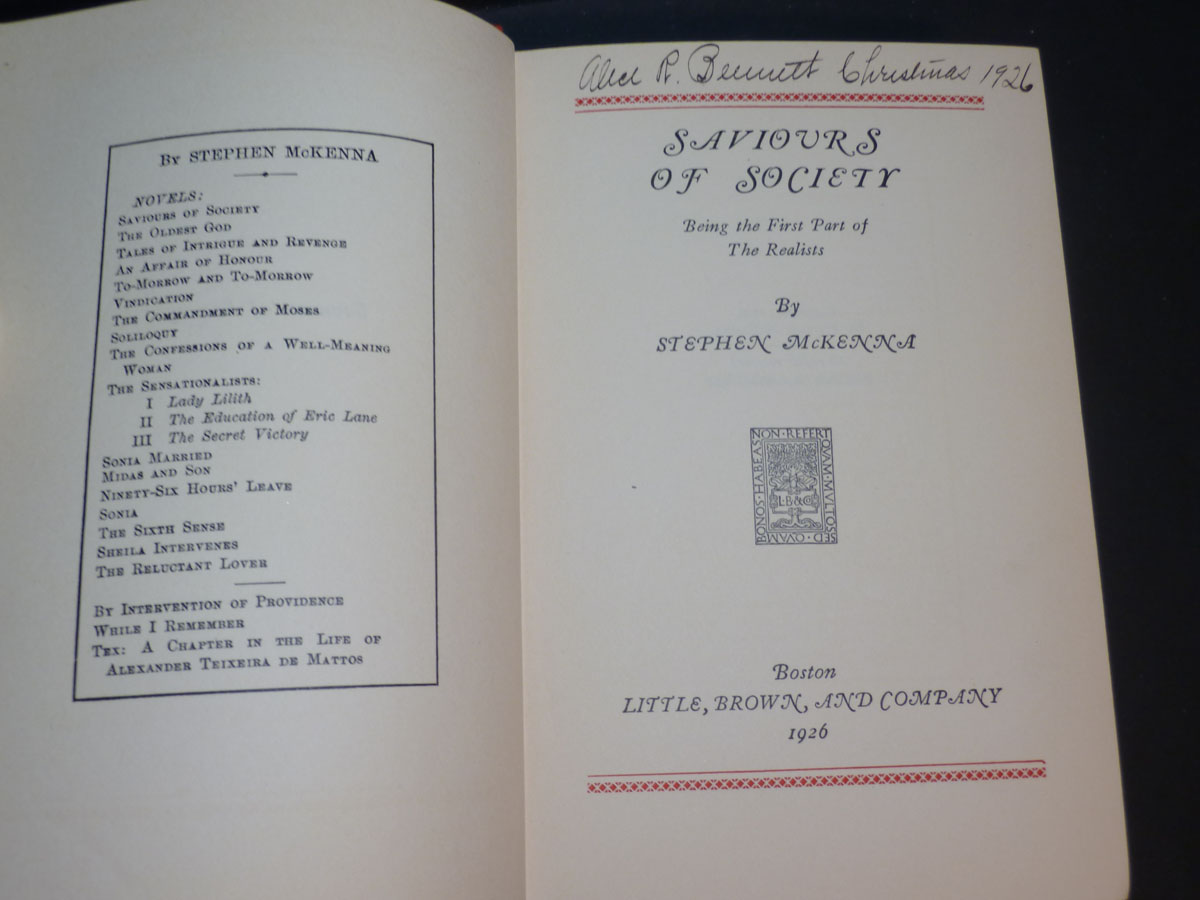 By STEPHEN McKENNA
NOVELS:
SAVIOURS OF SOCIETY
THE OLDEST GOD
TALES OF INTRIGUE AND REVENGE
AN AFFAIR OF HONOUR
TO-MORROW AND TO-MORROW
VINDICATION
THE COMMANDMENT OF MOSES
SOLILOQUY
THE CONFESSIONS OF A WELL-MEANING
WOMAN
THE SENSATIONALISTS:
I Lady Lilith
II The Education of Eric Lane
III The Secret Victory
SONIA MARRIED
MIDAS AND SON
NINETY-SIX HOURS' LEAVE
SONIA
THE SIXTH SENSE
SHEILA INTERVENES
THE RELUCTANT LOVER
BY INTERVENTION OF PROVIDENCE
WHILE I REMEMBER
TEX: A CHAPTER IN THE LIFE OF
ALEXANDER TEIXEIRA DE MATTOS
Alice R. Bennett Christmas 1926
SAVIOURS
OF SOCIETY
Being the First Part of
The Realists
By
STEPHEN McKENNA
NON·REFERT
QVAM·MVLTOS
SED·QVAM
BONOS·HABEAS
L·B&Co
Boston
LITTLE, BROWN, AND COMPANY
1926